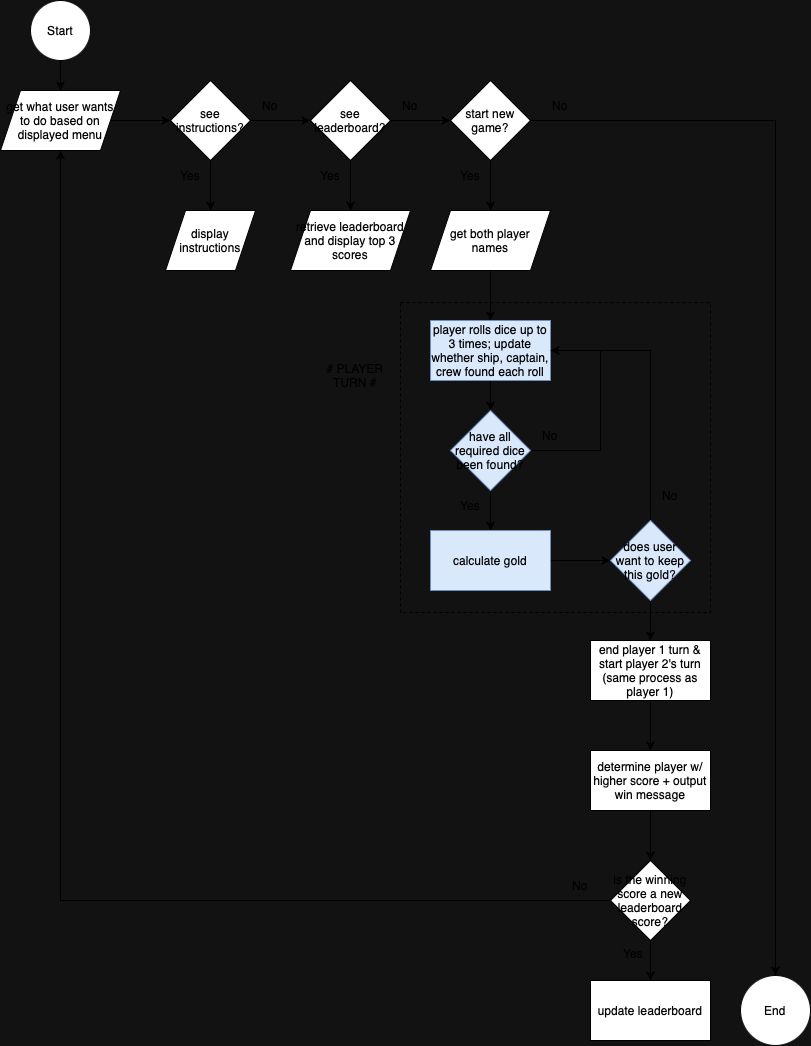 Start
get what user wants
to do based on
displayed menu
see
instructions?
No
see
leaderboard?
No
start new
game?
No
Yes
Yes
Yes
display
instructions
retrieve leaderboard
and display top 3
scores
get both player
names
# PLAYER
TURN #
player rolls dice up to
3 times; update
whether ship, captain,
crew found each roll
have all
required dice
been found?
No
Yes
No
calculate gold
does user
want to keep
this gold?
end player 1 turn &
start player 2's turn
(same process as
player 1)
determine player w/
higher score + output
win message
is the winning
score a new
leaderboard
score?
No
Yes
update leaderboard
End